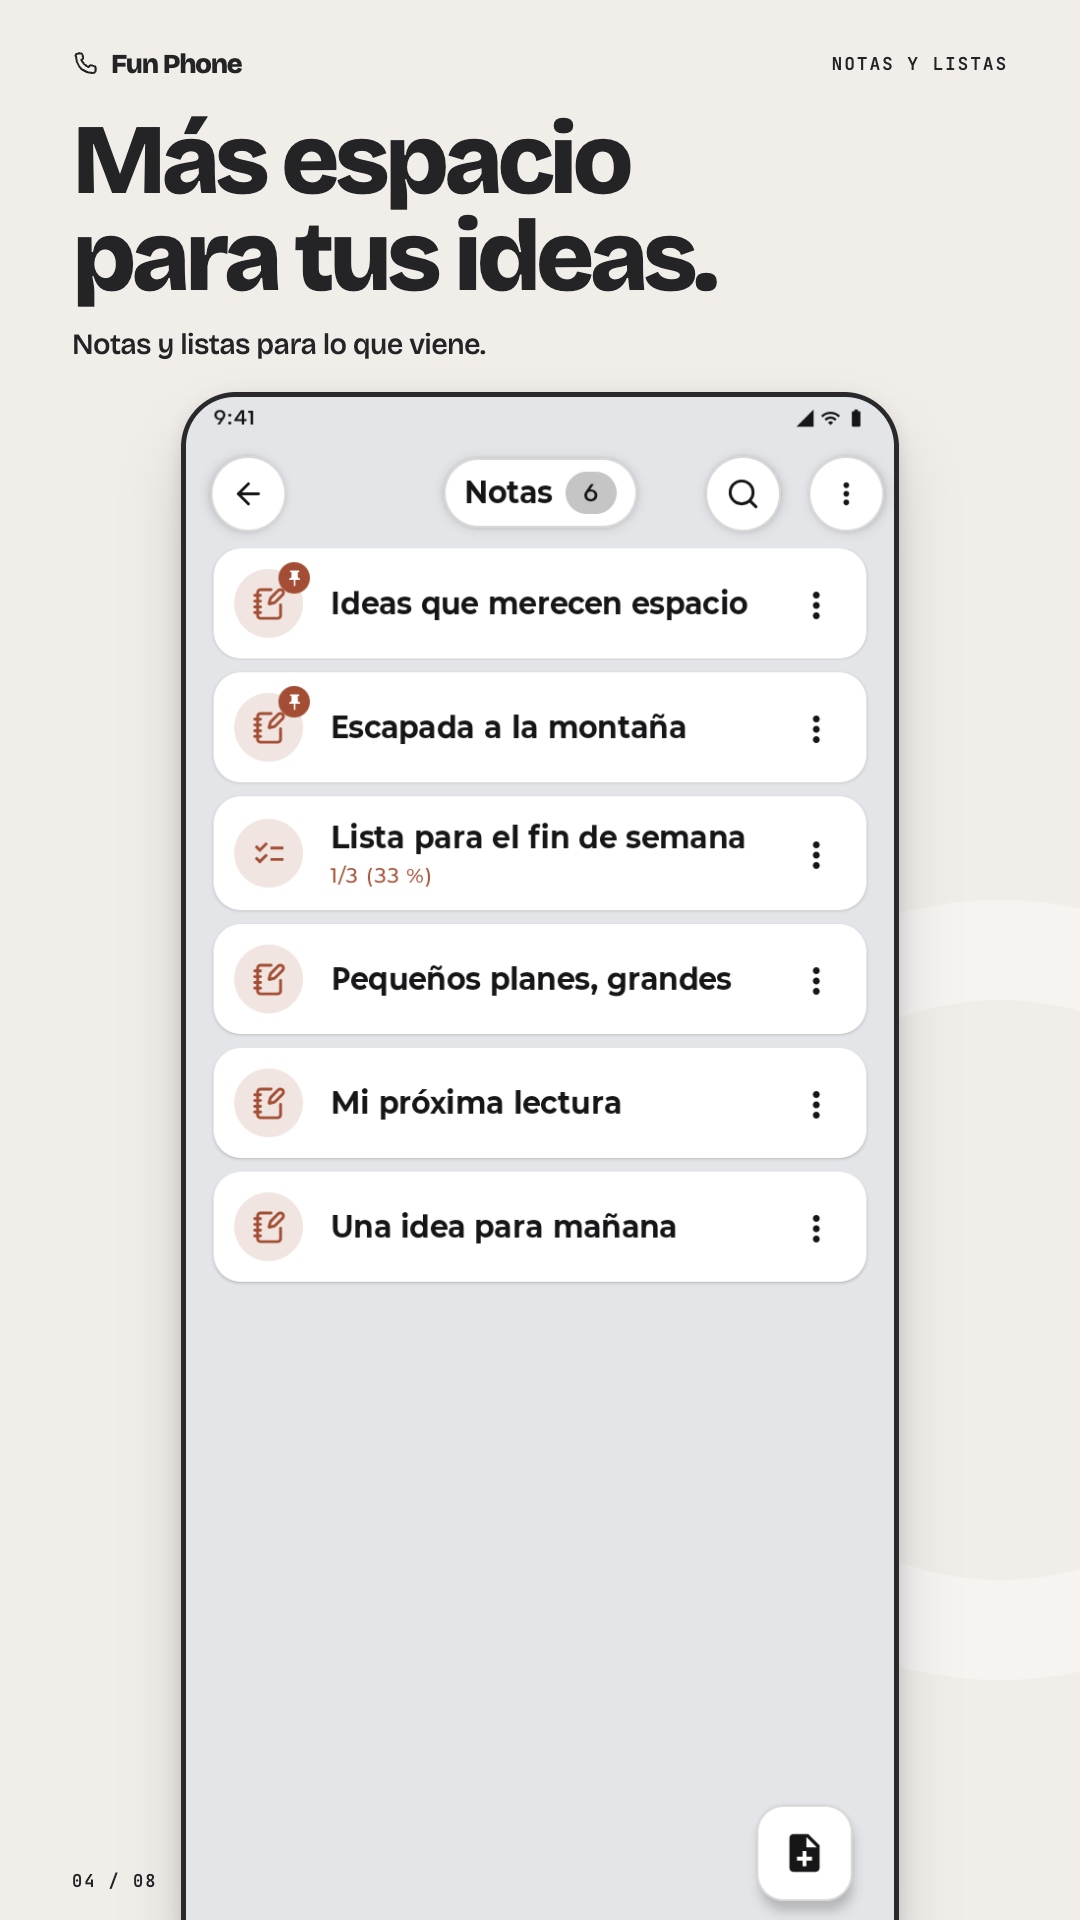 Fun Phone
NOTAS Y LISTAS
Más espacio
para tus ideas.
Notas y listas para lo que viene.
9:41
Notas 6
Ideas que merecen espacio
Escapada a la montaña
Lista para el fin de semana
1/3 (33 %)
Pequeños planes, grandes
Mi próxima lectura
Una idea para mañana
04 / 08